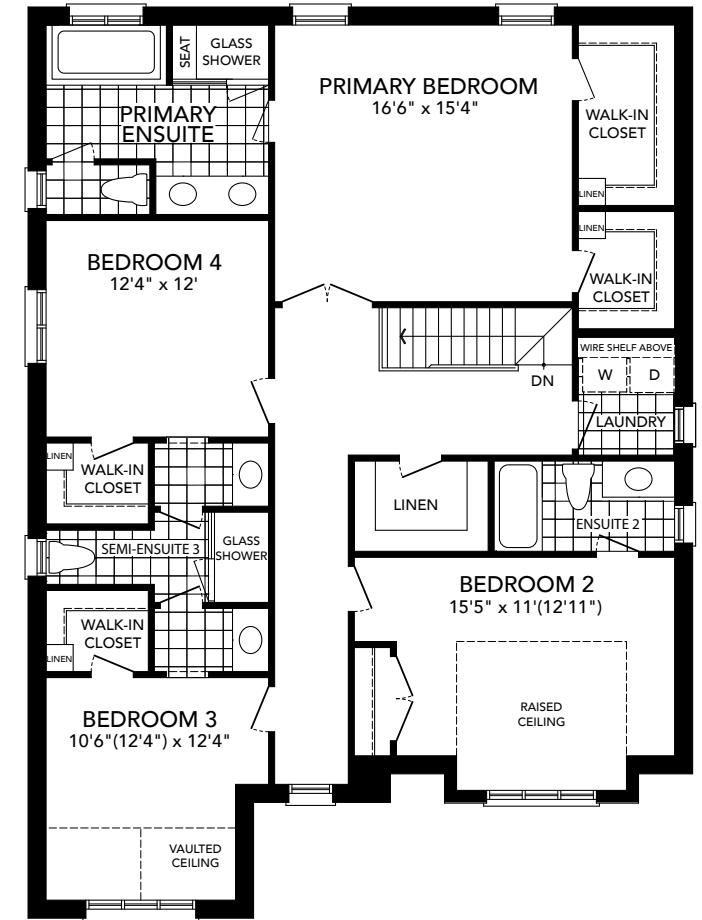 SEAT
GLASS
SHOWER
PRIMARY
ENSUITE
PRIMARY BEDROOM
16'6" x 15'4"
WALK-IN
CLOSET
LINEN
LINEN
WALK-IN
CLOSET
BEDROOM 4
12'4" x 12'
WIRE SHELF ABOVE
W D
DN
LAUNDRY
LINEN
WALK-IN
CLOSET
LINEN
ENSUITE 2
SEMI-ENSUITE 3
GLASS
SHOWER
BEDROOM 2
15'5" x 11'(12'11")
WALK-IN
CLOSET
LINEN
RAISED
CEILING
BEDROOM 3
10'6"(12'4") x 12'4"
VAULTED
CEILING